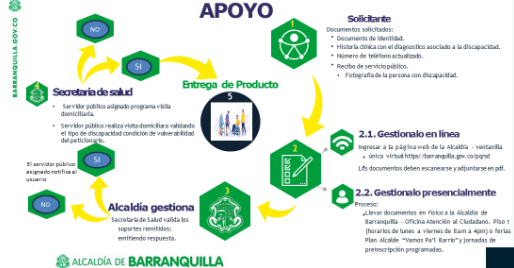 APOYO
BARRANQUILLA.GOV.CO
1
Solicitante
Documentos solicitados:
• Documento de Identidad.
• Historia clínica con el diagnostico asociado a la discapacidad.
• Número de teléfono actualizado.
• Recibo de servicio público.
• Fotografía de la persona con discapacidad.
2
2.1. Gestionalo en línea
Ingresar a la página web de la Alcaldía - ventanilla
• única virtual https://barranquilla.gov.co/pqrsd
Los documentos deben escanearse y adjuntarse en pdf.
2.2. Gestionalo presencialmente
Proceso:
•Llevar documentos en físico a la Alcaldía de
Barranquilla - Oficina Atención al Ciudadano. Piso 1
(horarios de lunes a viernes de 8am a 4pm) o ferias
Plan Alcalde "Vamos Pa'l Barrio" y jornadas de
preinscripción programadas.
3
Alcaldía gestiona
Secretaría de Salud valida los
soportes remitidos;
emitiendo respuesta.
SI
NO
El servidor público
asignado notifica al
usuario
4
Secretaria de salud
• Servidor público asignado programa visita
domiciliaria.
• Servidor público realiza visita domiciliaria validando
el tipo de discapacidad condición de vulnerabilidad
del peticionario.
NO
SI
Entrega de Producto
5
ALCALDÍA DE BARRANQUILLA